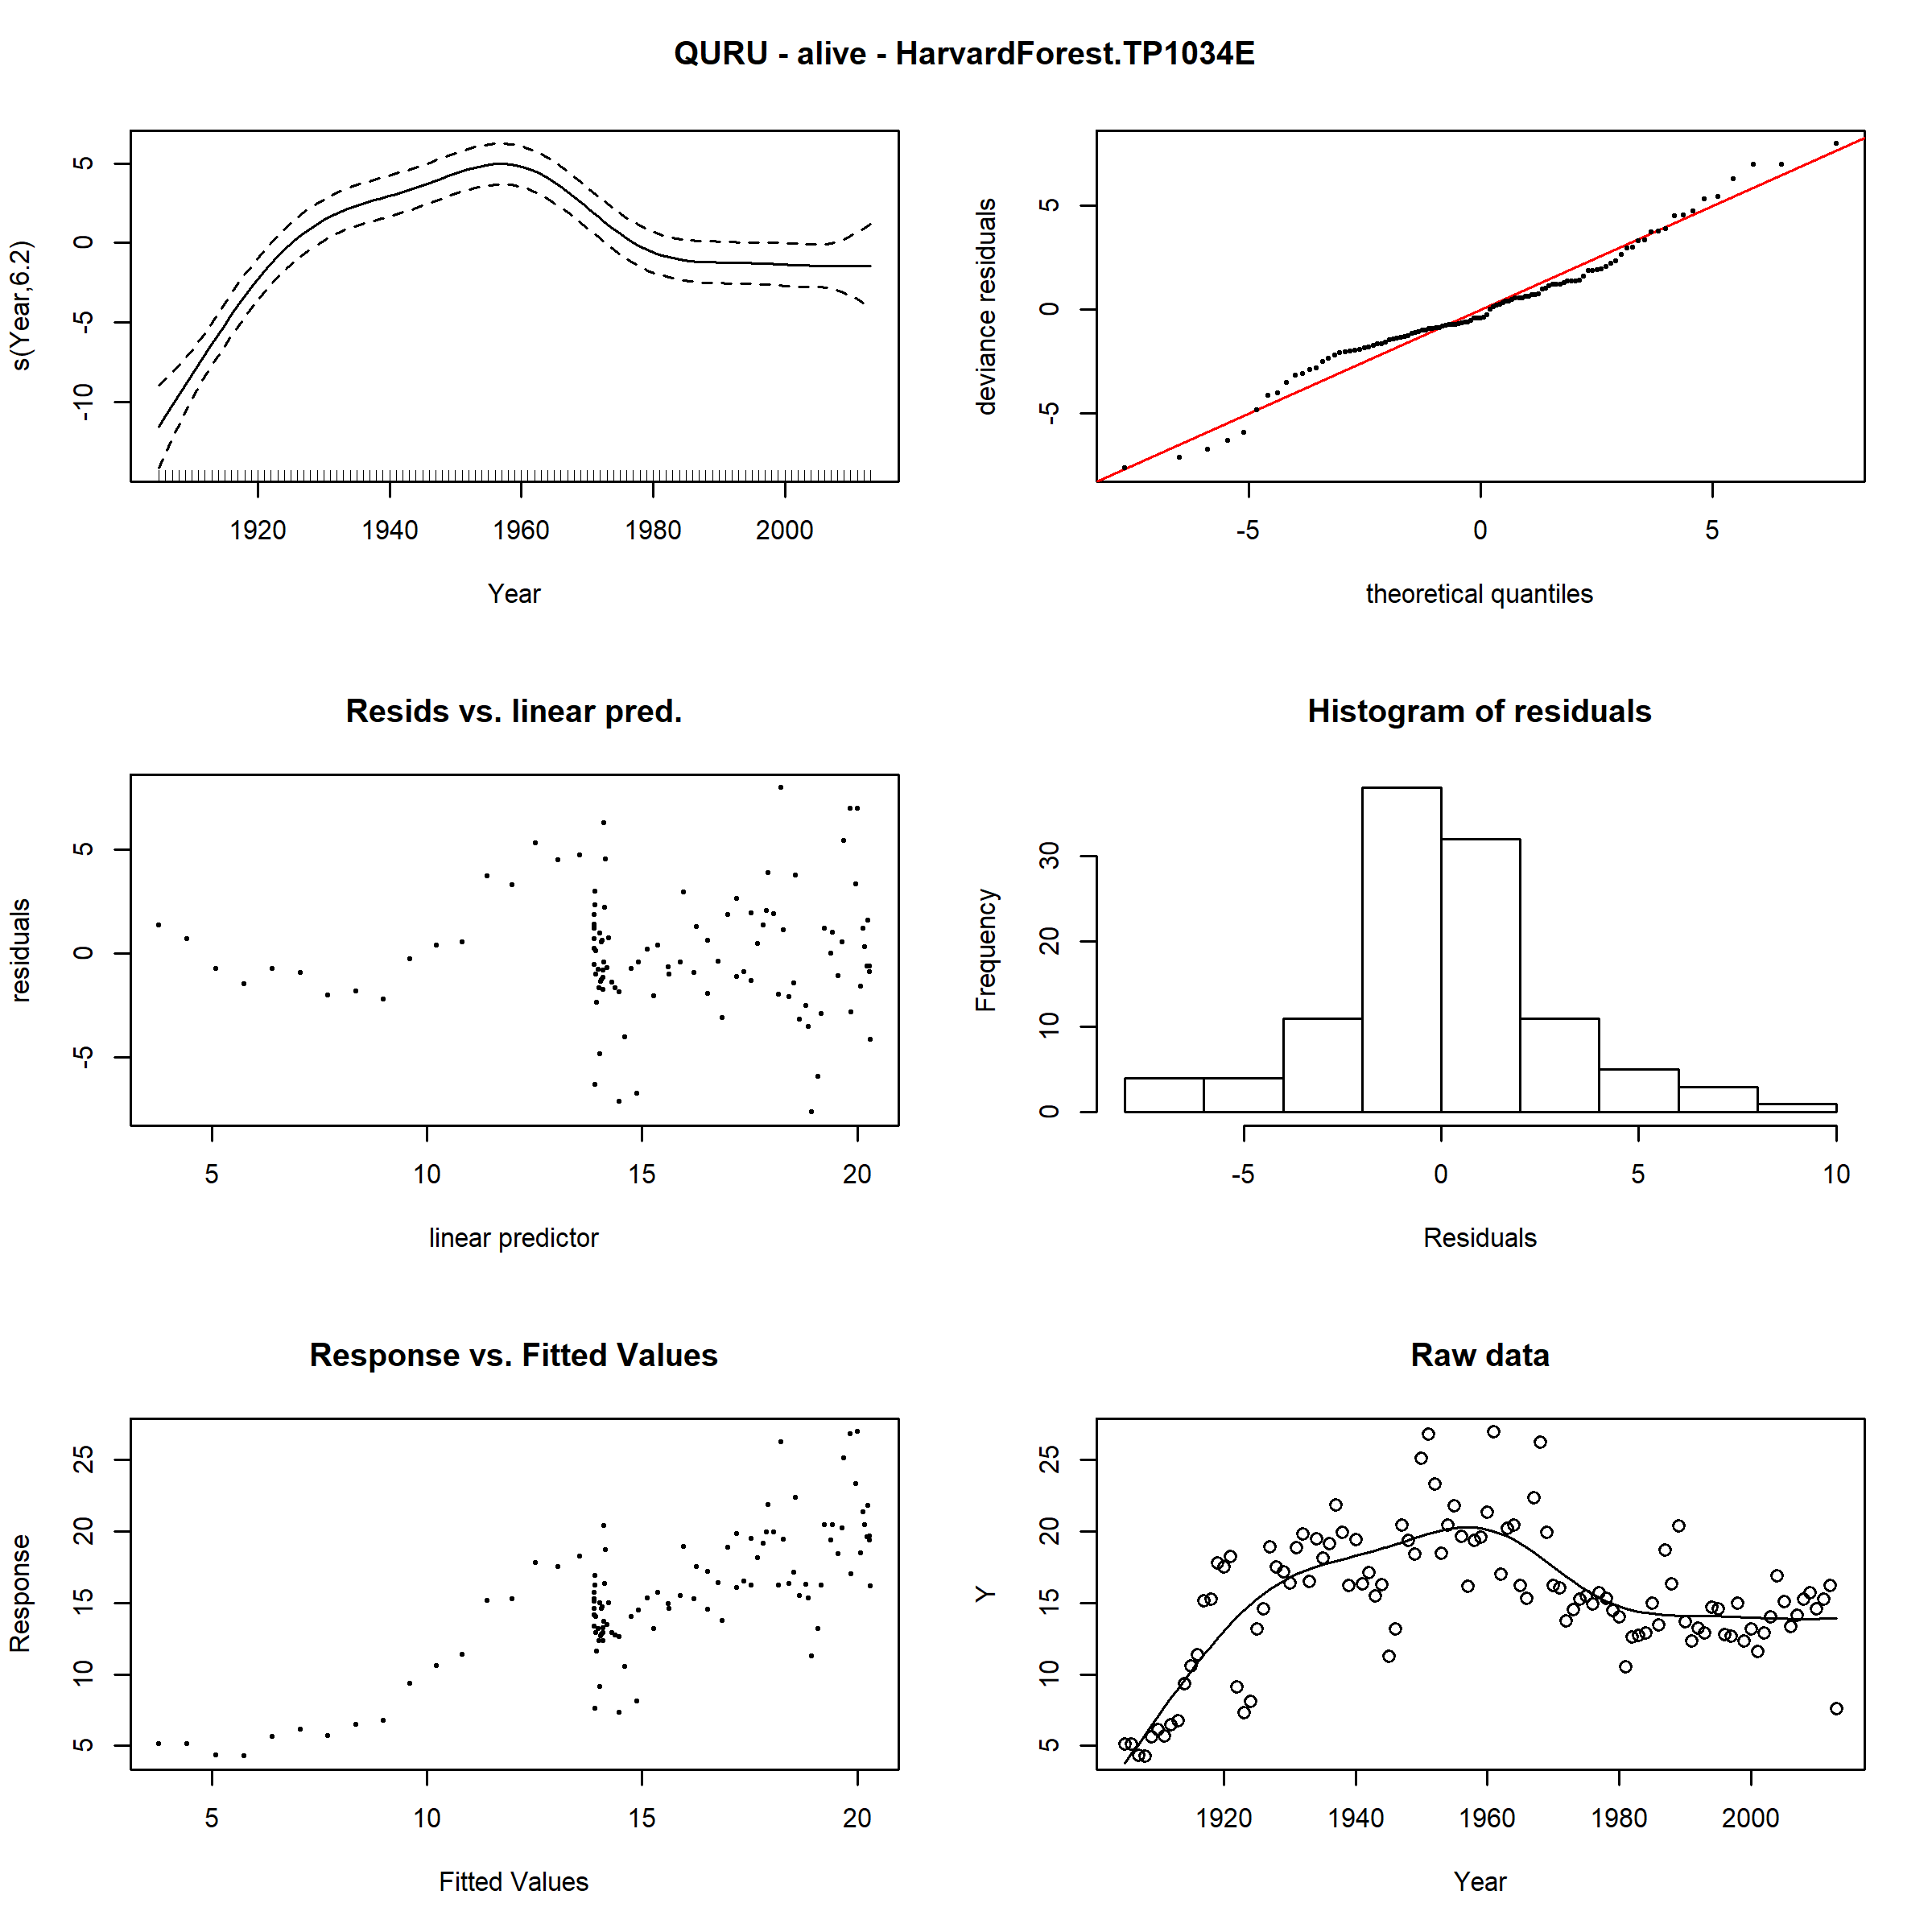 QURU - alive - HarvardForest.TP1034E
s(Year,6.2)
5
0
-5
-10
1920 1940 1960 1980 2000
Year
deviance residuals
5
0
-5
-5 0 5
theoretical quantiles
Resids vs. linear pred.
residuals
5
0
-5
5 10 15 20
linear predictor
Histogram of residuals
Frequency
30
20
10
0
-5 0 5 10
Residuals
Response vs. Fitted Values
Response
25
20
15
10
5
5 10 15 20
Fitted Values
Raw data
Y
25
20
15
10
5
1920 1940 1960 1980 2000
Year